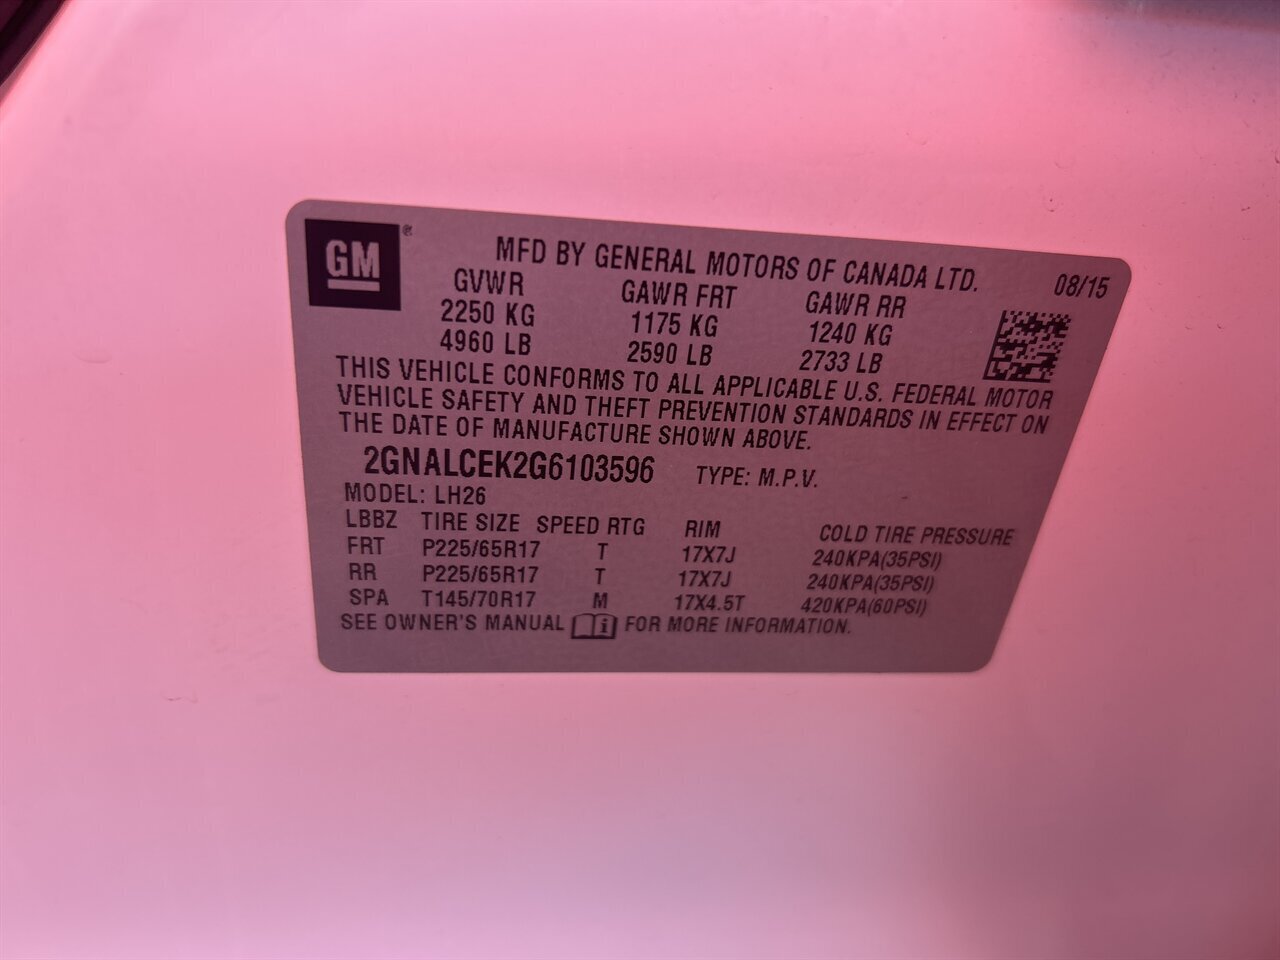 GM®
MFD BY GENERAL MOTORS OF CANADA LTD.
08/15
GVWR GAWR FRT GAWR RR
2250 KG 1175 KG 1240 KG
4960 LB 2590 LB 2733 LB
THIS VEHICLE CONFORMS TO ALL APPLICABLE U.S. FEDERAL MOTOR
VEHICLE SAFETY AND THEFT PREVENTION STANDARDS IN EFFECT ON
THE DATE OF MANUFACTURE SHOWN ABOVE.
2GNALCEK2G6103596 TYPE: M.P.V.
MODEL: LH26
LBBZ TIRE SIZE SPEED RTG RIM COLD TIRE PRESSURE
FRT P225/65R17 T 17X7J 240KPA(35PSI)
RR P225/65R17 T 17X7J 240KPA(35PSI)
SPA T145/70R17 M 17X4.5T 420KPA(60PSI)
SEE OWNER'S MANUAL i FOR MORE INFORMATION.